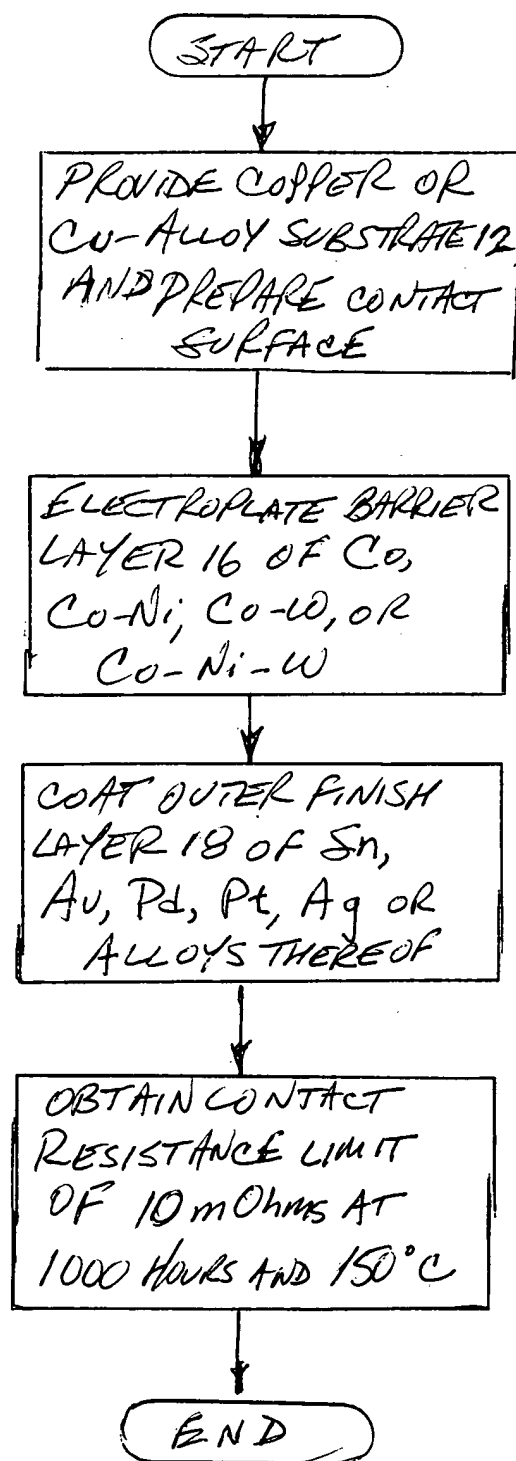 START
PROVIDE COPPER OR
Cu-ALLOY SUBSTRATE 12
AND PREPARE CONTACT
SURFACE
ELECTROPLATE BARRIER
LAYER 16 OF Co,
Co-Ni, Co-W, OR
Co-Ni-W
COAT OUTER FINISH
LAYER 18 OF Sn,
Au, Pd, Pt, Ag OR
ALLOYS THEREOF
OBTAIN CONTACT
RESISTANCE LIMIT
OF 10 mOhms AT
1000 HOURS AND 150°C
END